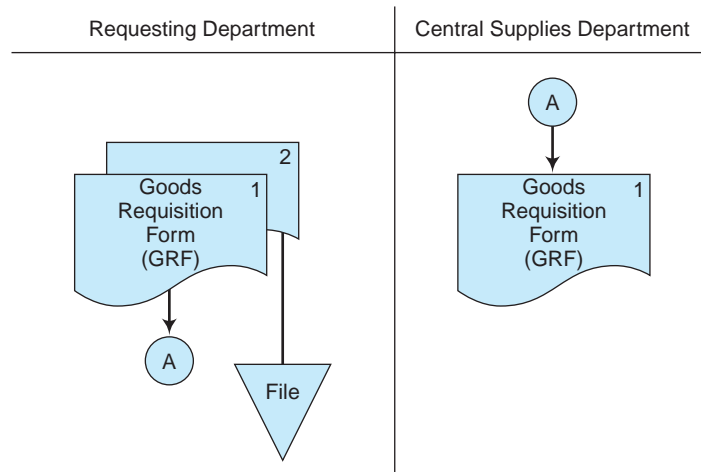 Requesting Department
Central Supplies Department
2
1
Goods
Requisition
Form
(GRF)
A
File
A
1
Goods
Requisition
Form
(GRF)